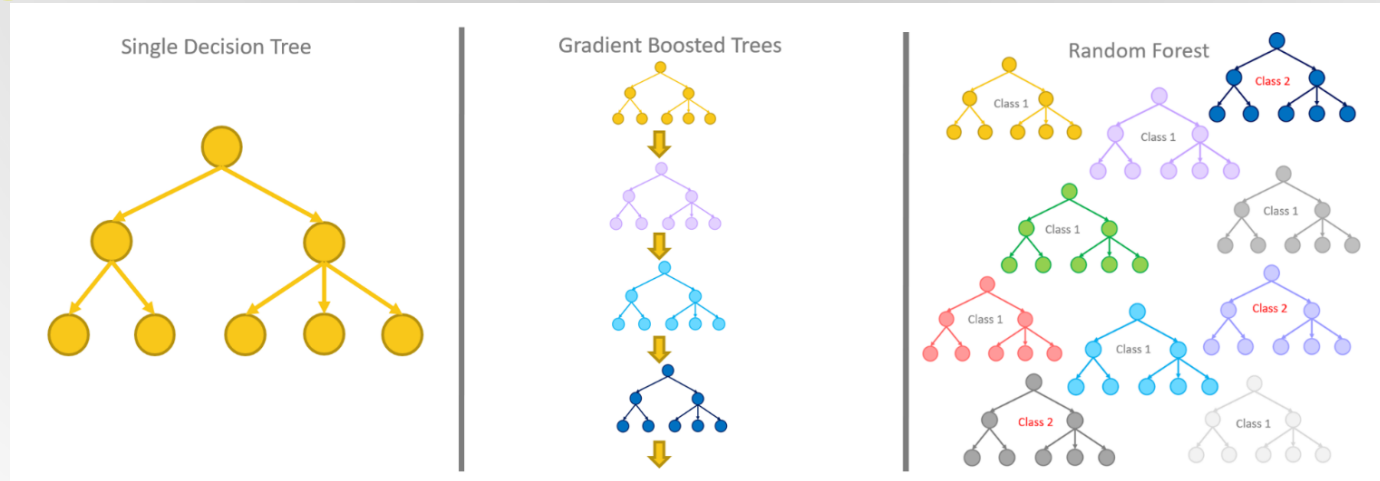 Single Decision Tree
Gradient Boosted Trees
Random Forest
Class 1
Class 2
Class 1
Class 1
Class 1
Class 1
Class 2
Class 1
Class 2
Class 1